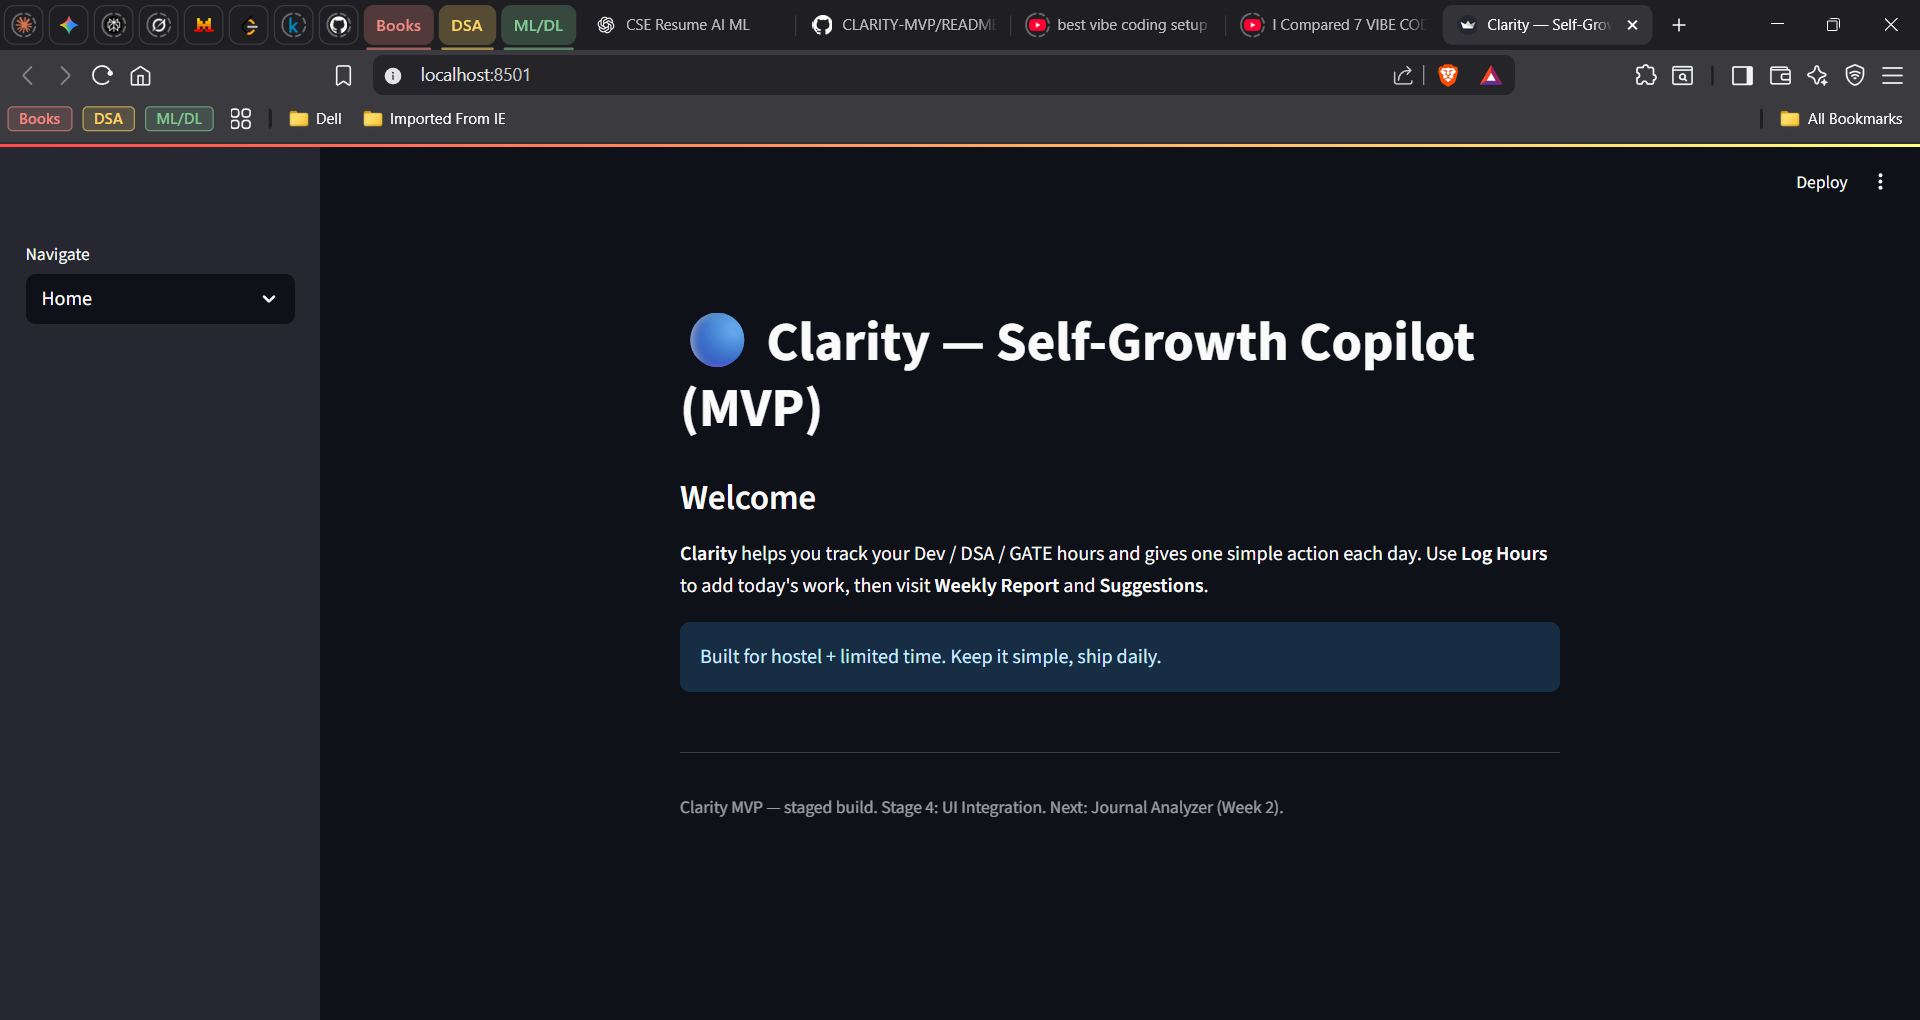 Books
DSA
ML/DL
CSE Resume AI ML
CLARITY-MVP/README
best vibe coding setup
I Compared 7 VIBE COD
Clarity — Self-Grow
localhost:8501
Books
DSA
ML/DL
Dell
Imported From IE
All Bookmarks
Deploy
Navigate
Home
Clarity — Self-Growth Copilot
(MVP)
Welcome
Clarity helps you track your Dev / DSA / GATE hours and gives one simple action each day. Use Log Hours
to add today's work, then visit Weekly Report and Suggestions.
Built for hostel + limited time. Keep it simple, ship daily.
Clarity MVP — staged build. Stage 4: UI Integration. Next: Journal Analyzer (Week 2).